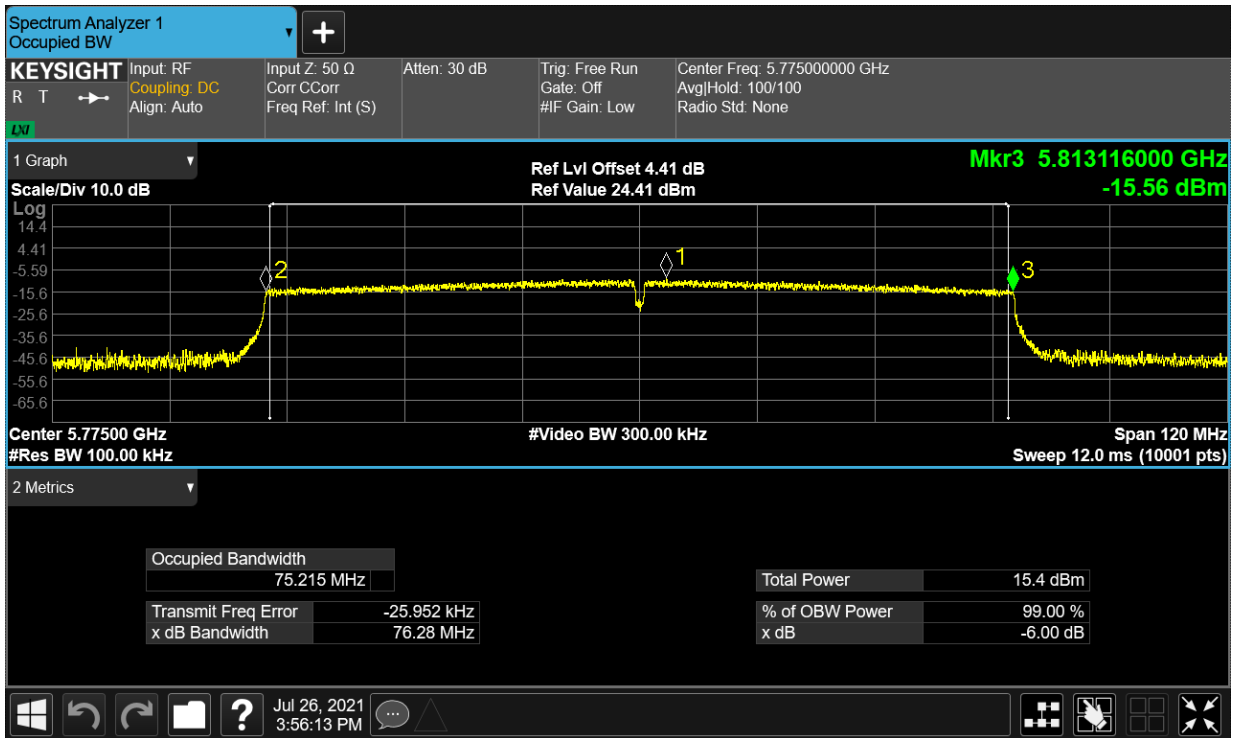 Spectrum Analyzer 1
Occupied BW
▼
+
KEYSIGHT
R T
LXI
Input: RF
Coupling: DC
Align: Auto
Input Z: 50 Ω
Corr CCorr
Freq Ref: Int (S)
Atten: 30 dB
Trig: Free Run
Gate: Off
#IF Gain: Low
Center Freq: 5.775000000 GHz
Avg|Hold: 100/100
Radio Std: None
1 Graph ▼
Scale/Div 10.0 dB
Ref Lvl Offset 4.41 dB
Ref Value 24.41 dBm
Mkr3 5.813116000 GHz
-15.56 dBm
Log
14.4
4.41
-5.59
-15.6
-25.6
-35.6
-45.6
-55.6
-65.6
2
1
3
Center 5.77500 GHz
#Res BW 100.00 kHz
#Video BW 300.00 kHz
Span 120 MHz
Sweep 12.0 ms (10001 pts)
2 Metrics ▼
Occupied Bandwidth
75.215 MHz
Transmit Freq Error -25.952 kHz
x dB Bandwidth 76.28 MHz
Total Power 15.4 dBm
% of OBW Power 99.00 %
x dB -6.00 dB
?
Jul 26, 2021
3:56:13 PM